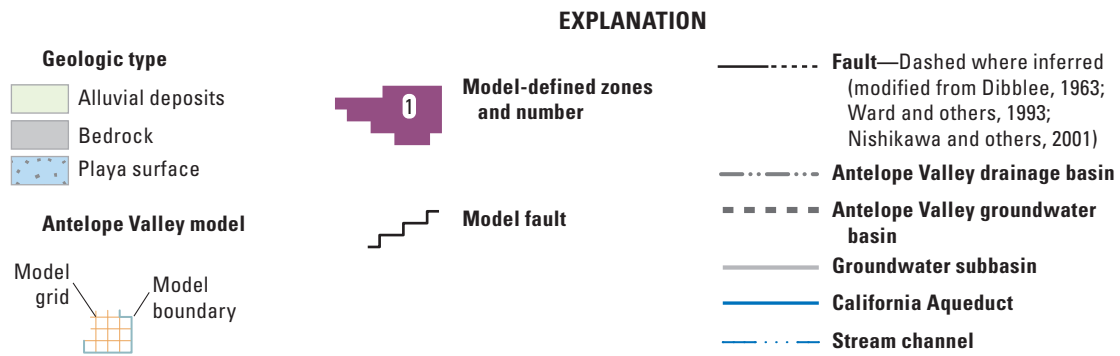 EXPLANATION
Geologic type
Alluvial deposits
Bedrock
Playa surface
Antelope Valley model
Model
grid
Model
boundary
1
Model-defined zones
and number
Model fault
Fault—Dashed where inferred
(modified from Dibblee, 1963;
Ward and others, 1993;
Nishikawa and others, 2001)
Antelope Valley drainage basin
Antelope Valley groundwater
basin
Groundwater subbasin
California Aqueduct
Stream channel